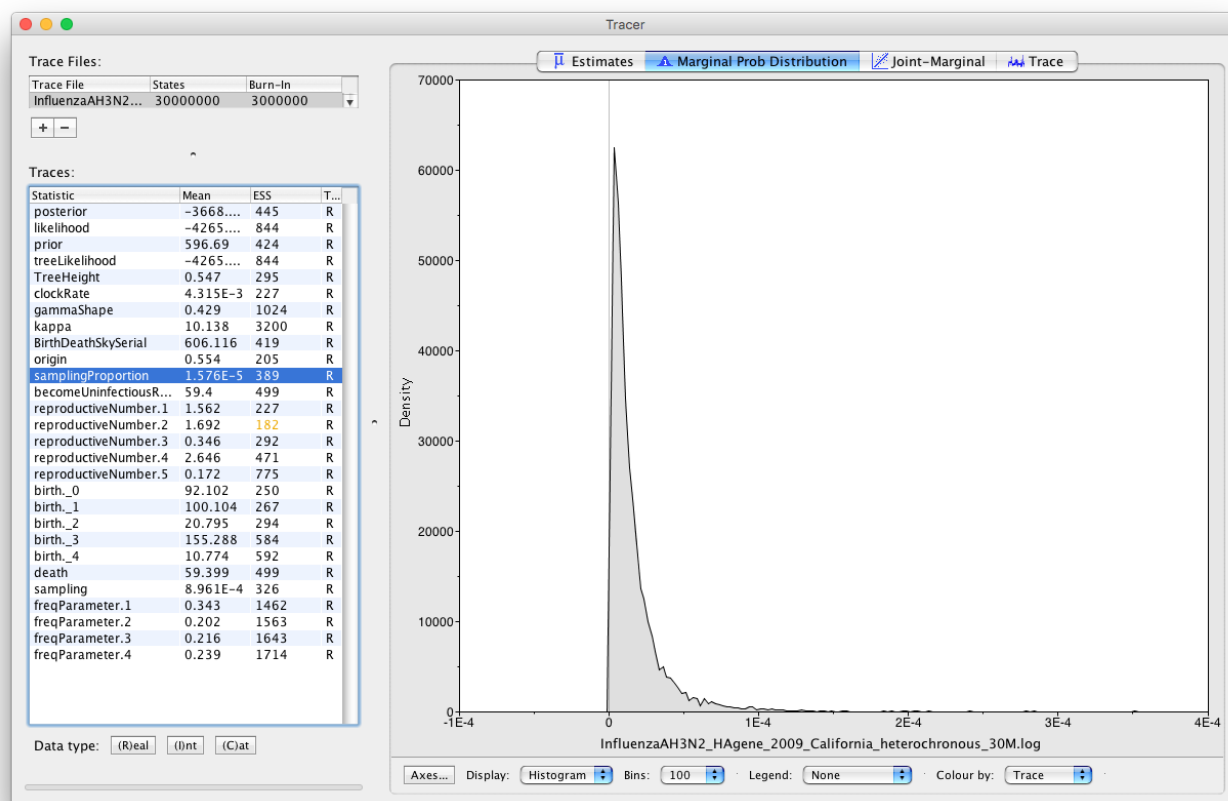 Tracer
Trace Files:
Trace File States Burn-In
InfluenzaAH3N2... 30000000 3000000
+ −
Traces:
Statistic Mean ESS T...
posterior -3668.... 445 R
likelihood -4265.... 844 R
prior 596.69 424 R
treeLikelihood -4265.... 844 R
TreeHeight 0.547 295 R
clockRate 4.315E-3 227 R
gammaShape 0.429 1024 R
kappa 10.138 3200 R
BirthDeathSkySerial 606.116 419 R
origin 0.554 205 R
samplingProportion 1.576E-5 389 R
becomeUninfectiousR... 59.4 499 R
reproductiveNumber.1 1.562 227 R
reproductiveNumber.2 1.692 182 R
reproductiveNumber.3 0.346 292 R
reproductiveNumber.4 2.646 471 R
reproductiveNumber.5 0.172 775 R
birth._0 92.102 250 R
birth._1 100.104 267 R
birth._2 20.795 294 R
birth._3 155.288 584 R
birth._4 10.774 592 R
death 59.399 499 R
sampling 8.961E-4 326 R
freqParameter.1 0.343 1462 R
freqParameter.2 0.202 1563 R
freqParameter.3 0.216 1643 R
freqParameter.4 0.239 1714 R
Data type: (R)eal (I)nt (C)at
μ Estimates Marginal Prob Distribution Joint-Marginal Trace
70000
60000
50000
40000
30000
20000
10000
0
Density
-1E-4 0 1E-4 2E-4 3E-4 4E-4
InfluenzaAH3N2_HAgene_2009_California_heterochronous_30M.log
Axes... Display: Histogram Bins: 100 Legend: None Colour by: Trace